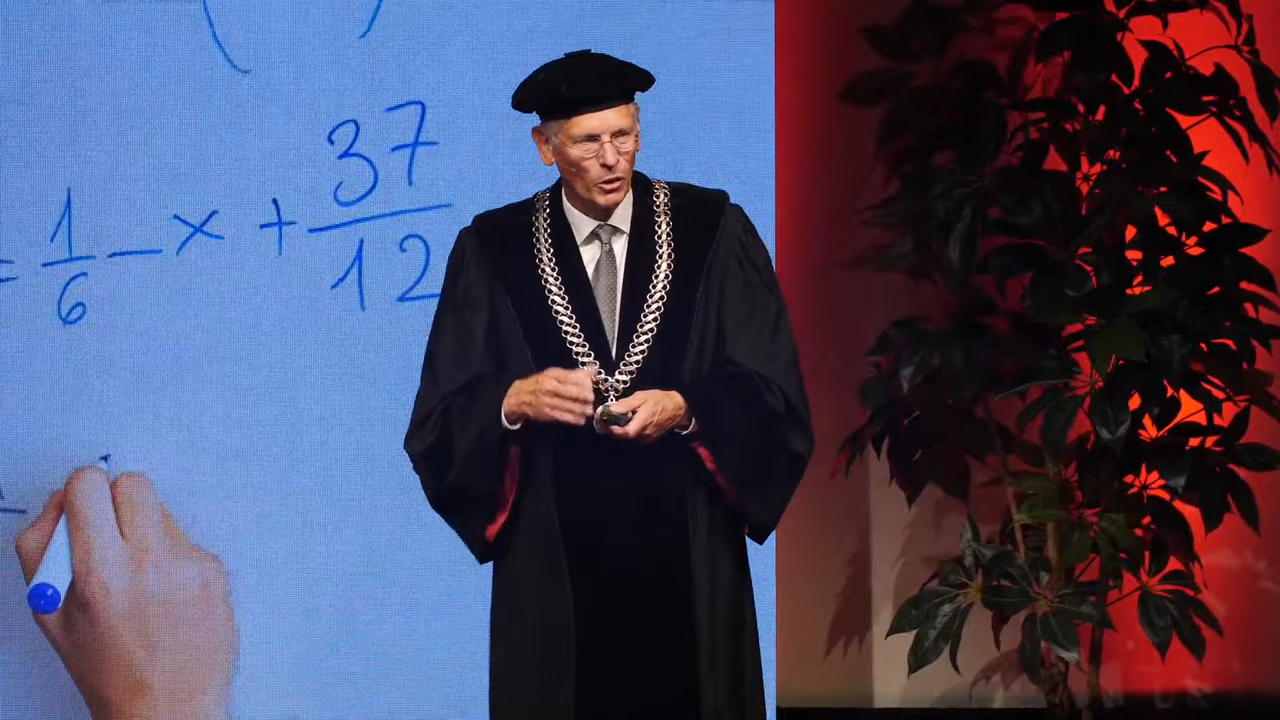 = 1/6 - x + 37/12